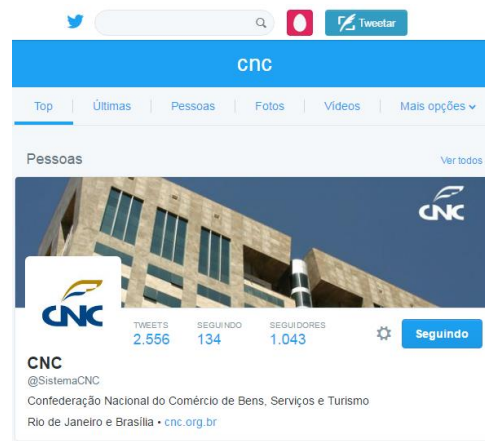 Tweetar
cnc
Top Últimas Pessoas Fotos Vídeos Mais opções
Pessoas Ver todos
CNC
CNC
TWEETS SEGUINDO SEGUIDORES
2.556 134 1.043 Seguindo
CNC
@SistemaCNC
Confederação Nacional do Comércio de Bens, Serviços e Turismo
Rio de Janeiro e Brasília • cnc.org.br